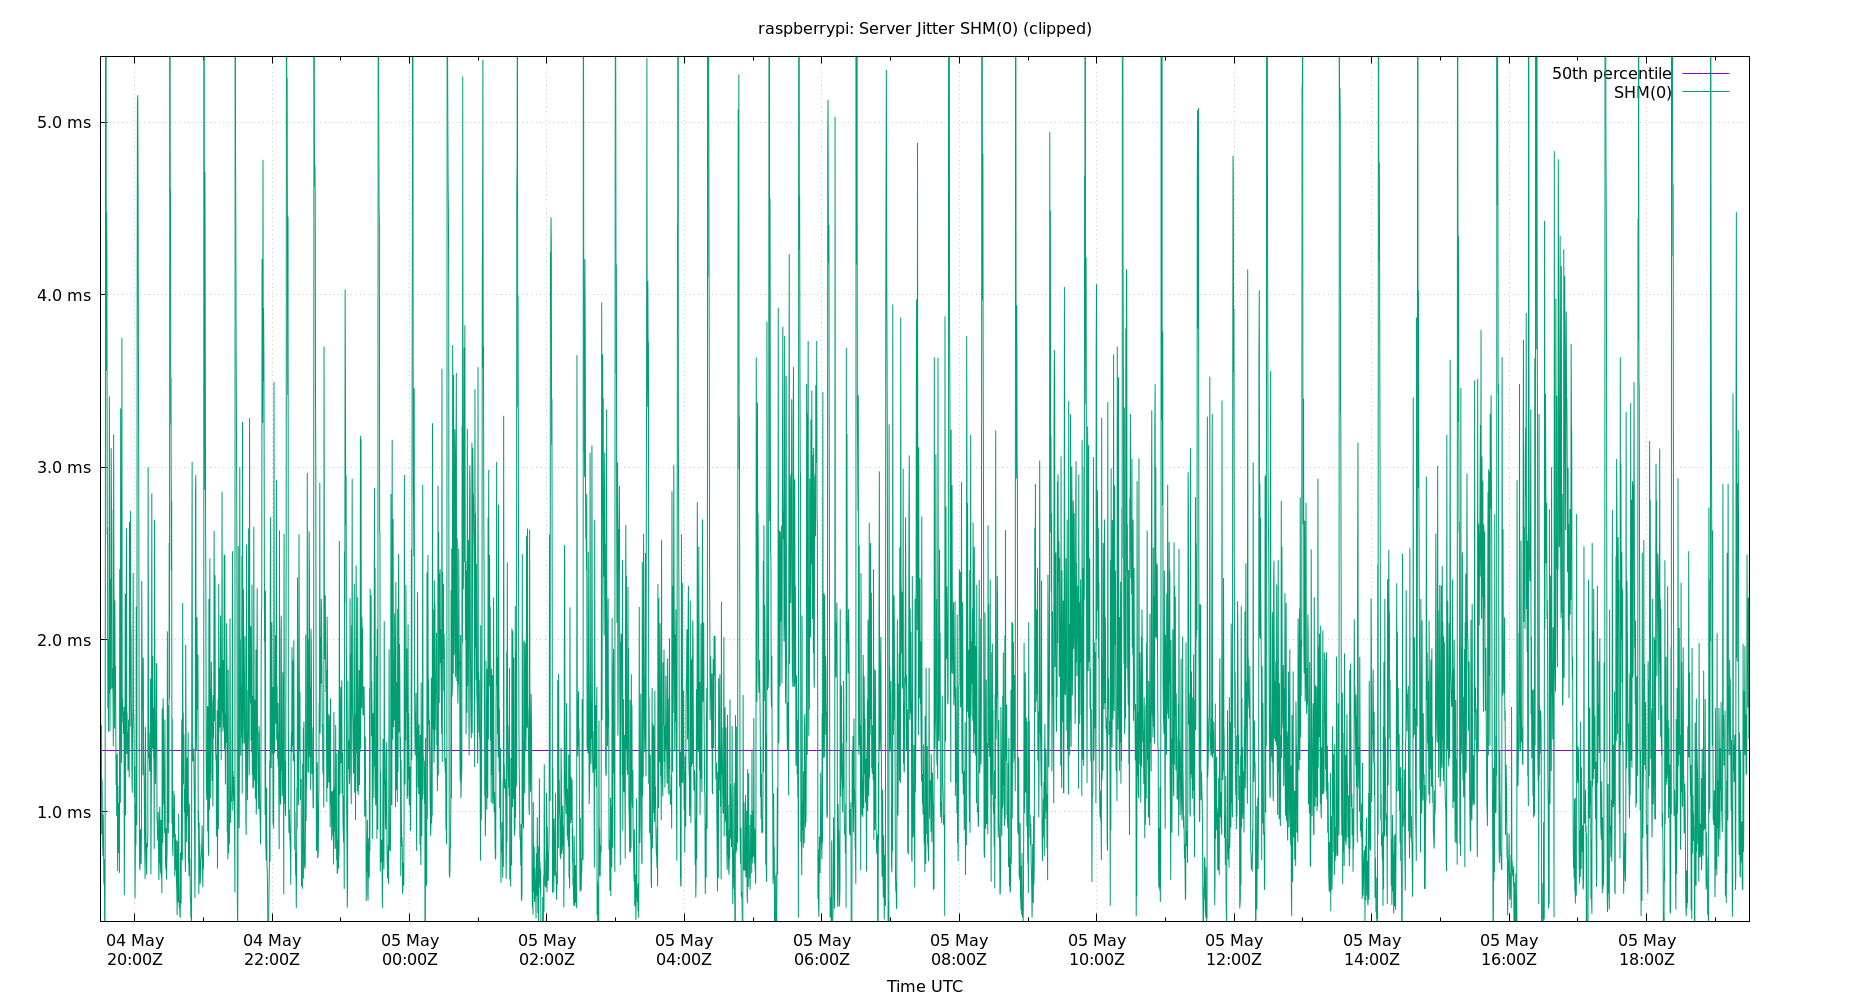 raspberrypi: Server Jitter SHM(0) (clipped)
50th percentile
SHM(0)
5.0 ms
4.0 ms
3.0 ms
2.0 ms
1.0 ms
04 May 04 May 05 May 05 May 05 May 05 May 05 May 05 May 05 May 05 May 05 May 05 May
20:00Z 22:00Z 00:00Z 02:00Z 04:00Z 06:00Z 08:00Z 10:00Z 12:00Z 14:00Z 16:00Z 18:00Z
Time UTC